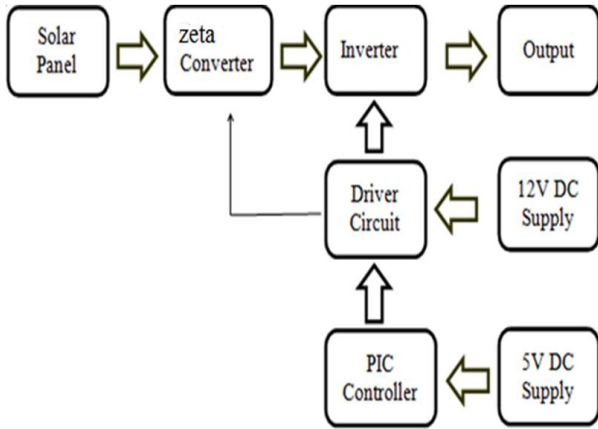 Solar
Panel
zeta
Converter
Inverter
Output
Driver
Circuit
12V DC
Supply
PIC
Controller
5V DC
Supply